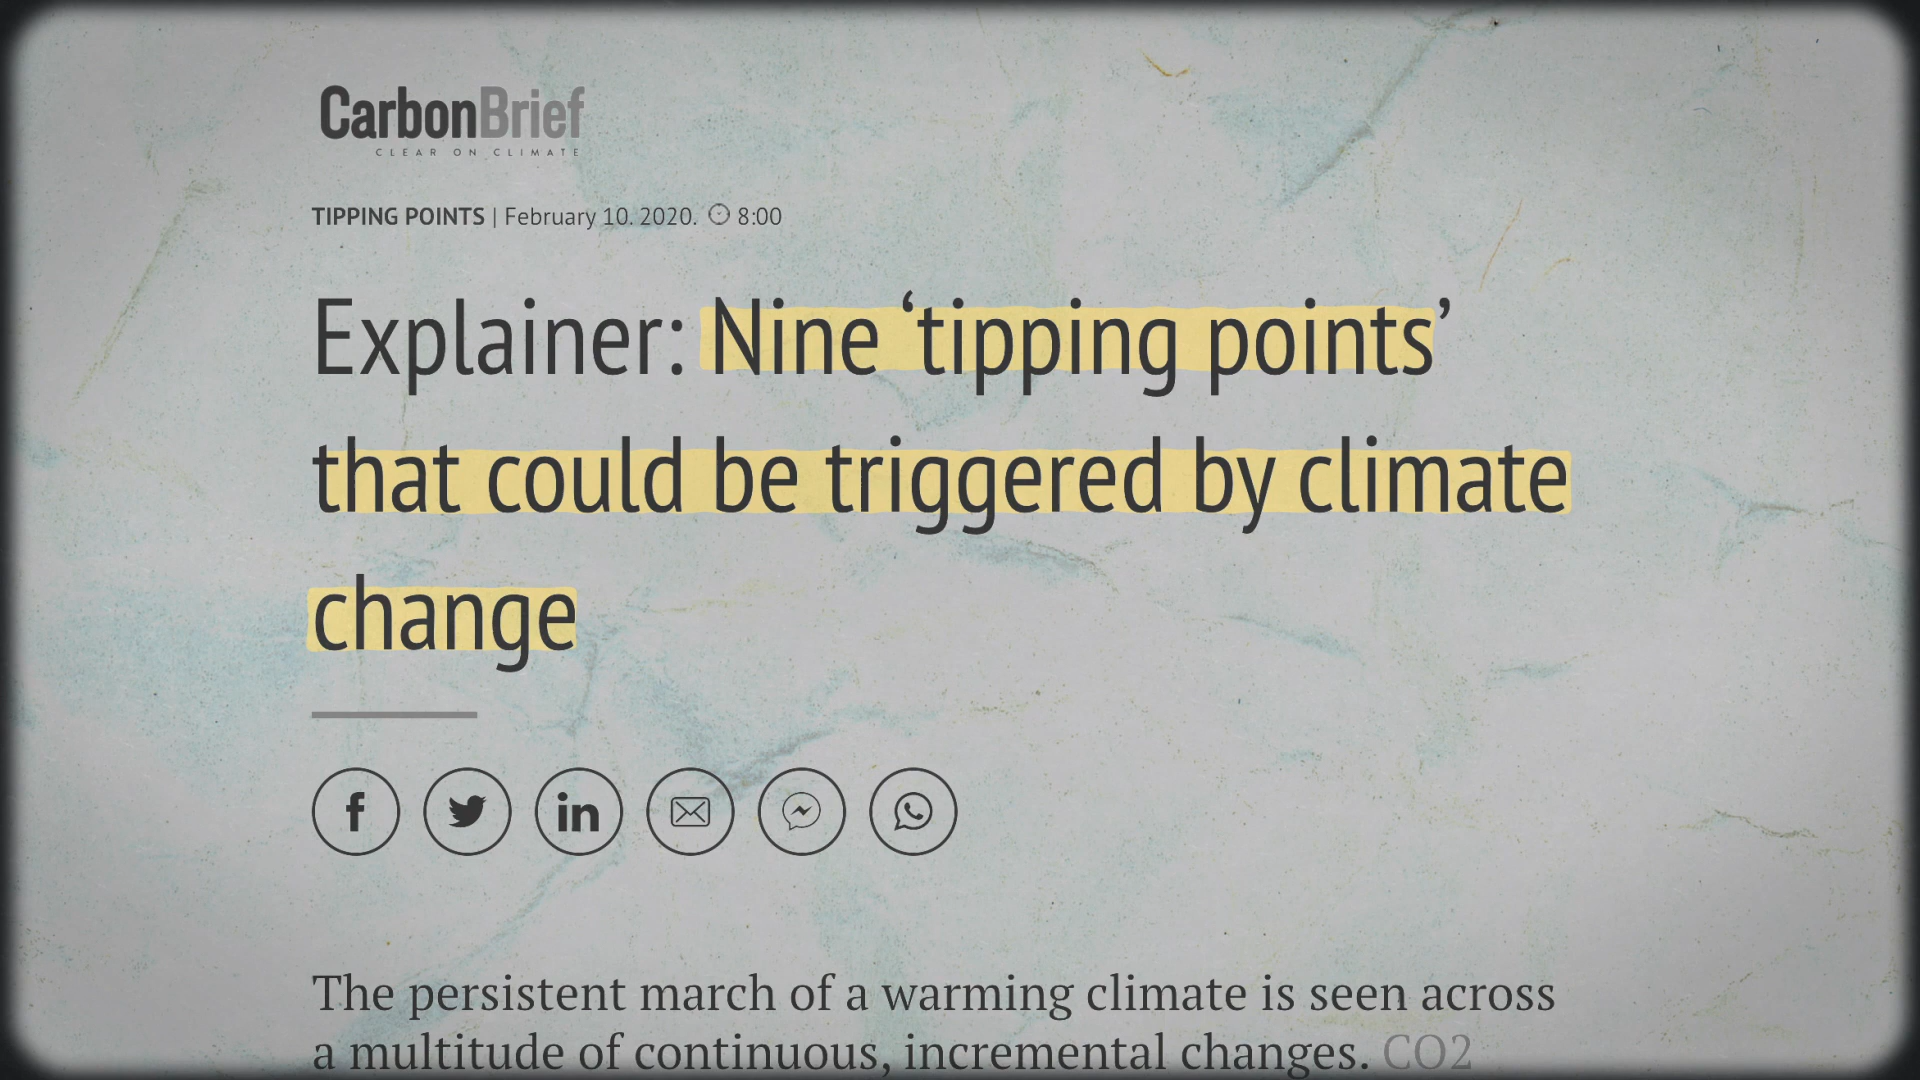 CarbonBrief
CLEAR ON CLIMATE
TIPPING POINTS | February 10. 2020. 8:00
Explainer: Nine ‘tipping points’
that could be triggered by climate
change
The persistent march of a warming climate is seen across
a multitude of continuous, incremental changes. CO2